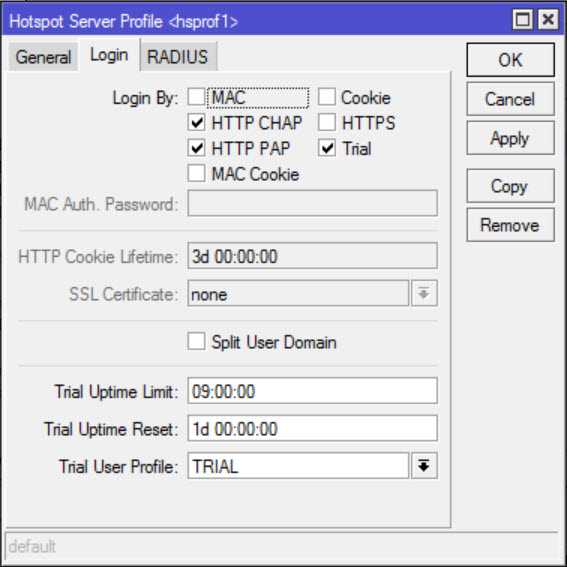 Hotspot Server Profile <hsprof1>
General Login RADIUS
OK
Login By: MAC Cookie
Cancel
HTTP CHAP HTTPS
HTTP PAP Trial
Apply
MAC Cookie
Copy
MAC Auth. Password:
Remove
HTTP Cookie Lifetime: 3d 00:00:00
SSL Certificate: none
Split User Domain
Trial Uptime Limit: 09:00:00
Trial Uptime Reset: 1d 00:00:00
Trial User Profile: TRIAL
default